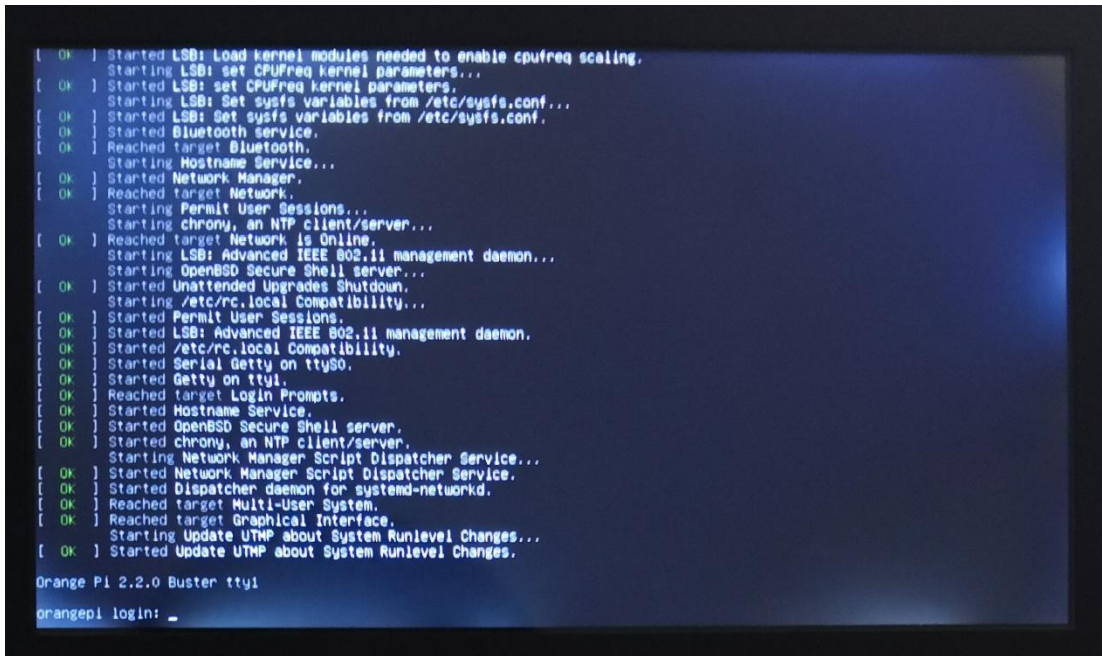 [  OK  ] Started LSB: Load kernel modules needed to enable cpufreq scaling.
Starting LSB: set CPUFreq kernel parameters...
[  OK  ] Started LSB: set CPUFreq kernel parameters.
Starting LSB: Set sysfs variables from /etc/sysfs.conf...
[  OK  ] Started LSB: Set sysfs variables from /etc/sysfs.conf.
[  OK  ] Started Bluetooth service.
[  OK  ] Reached target Bluetooth.
Starting Hostname Service...
[  OK  ] Started Network Manager.
[  OK  ] Reached target Network.
Starting Permit User Sessions...
Starting chrony, an NTP client/server...
[  OK  ] Reached target Network is Online.
Starting LSB: Advanced IEEE 802.11 management daemon...
Starting OpenBSD Secure Shell server...
[  OK  ] Started Unattended Upgrades Shutdown.
Starting /etc/rc.local Compatibility...
[  OK  ] Started Permit User Sessions.
[  OK  ] Started LSB: Advanced IEEE 802.11 management daemon.
[  OK  ] Started /etc/rc.local Compatibility.
[  OK  ] Started Serial Getty on ttyS0.
[  OK  ] Started Getty on tty1.
[  OK  ] Reached target Login Prompts.
[  OK  ] Started Hostname Service.
[  OK  ] Started OpenBSD Secure Shell server.
[  OK  ] Started chrony, an NTP client/server.
Starting Network Manager Script Dispatcher Service...
[  OK  ] Started Network Manager Script Dispatcher Service.
[  OK  ] Started Dispatcher daemon for systemd-networkd.
[  OK  ] Reached target Multi-User System.
[  OK  ] Reached target Graphical Interface.
Starting Update UTMP about System Runlevel Changes...
[  OK  ] Started Update UTMP about System Runlevel Changes.
Orange Pi 2.2.0 Buster tty1
orangepi login: _